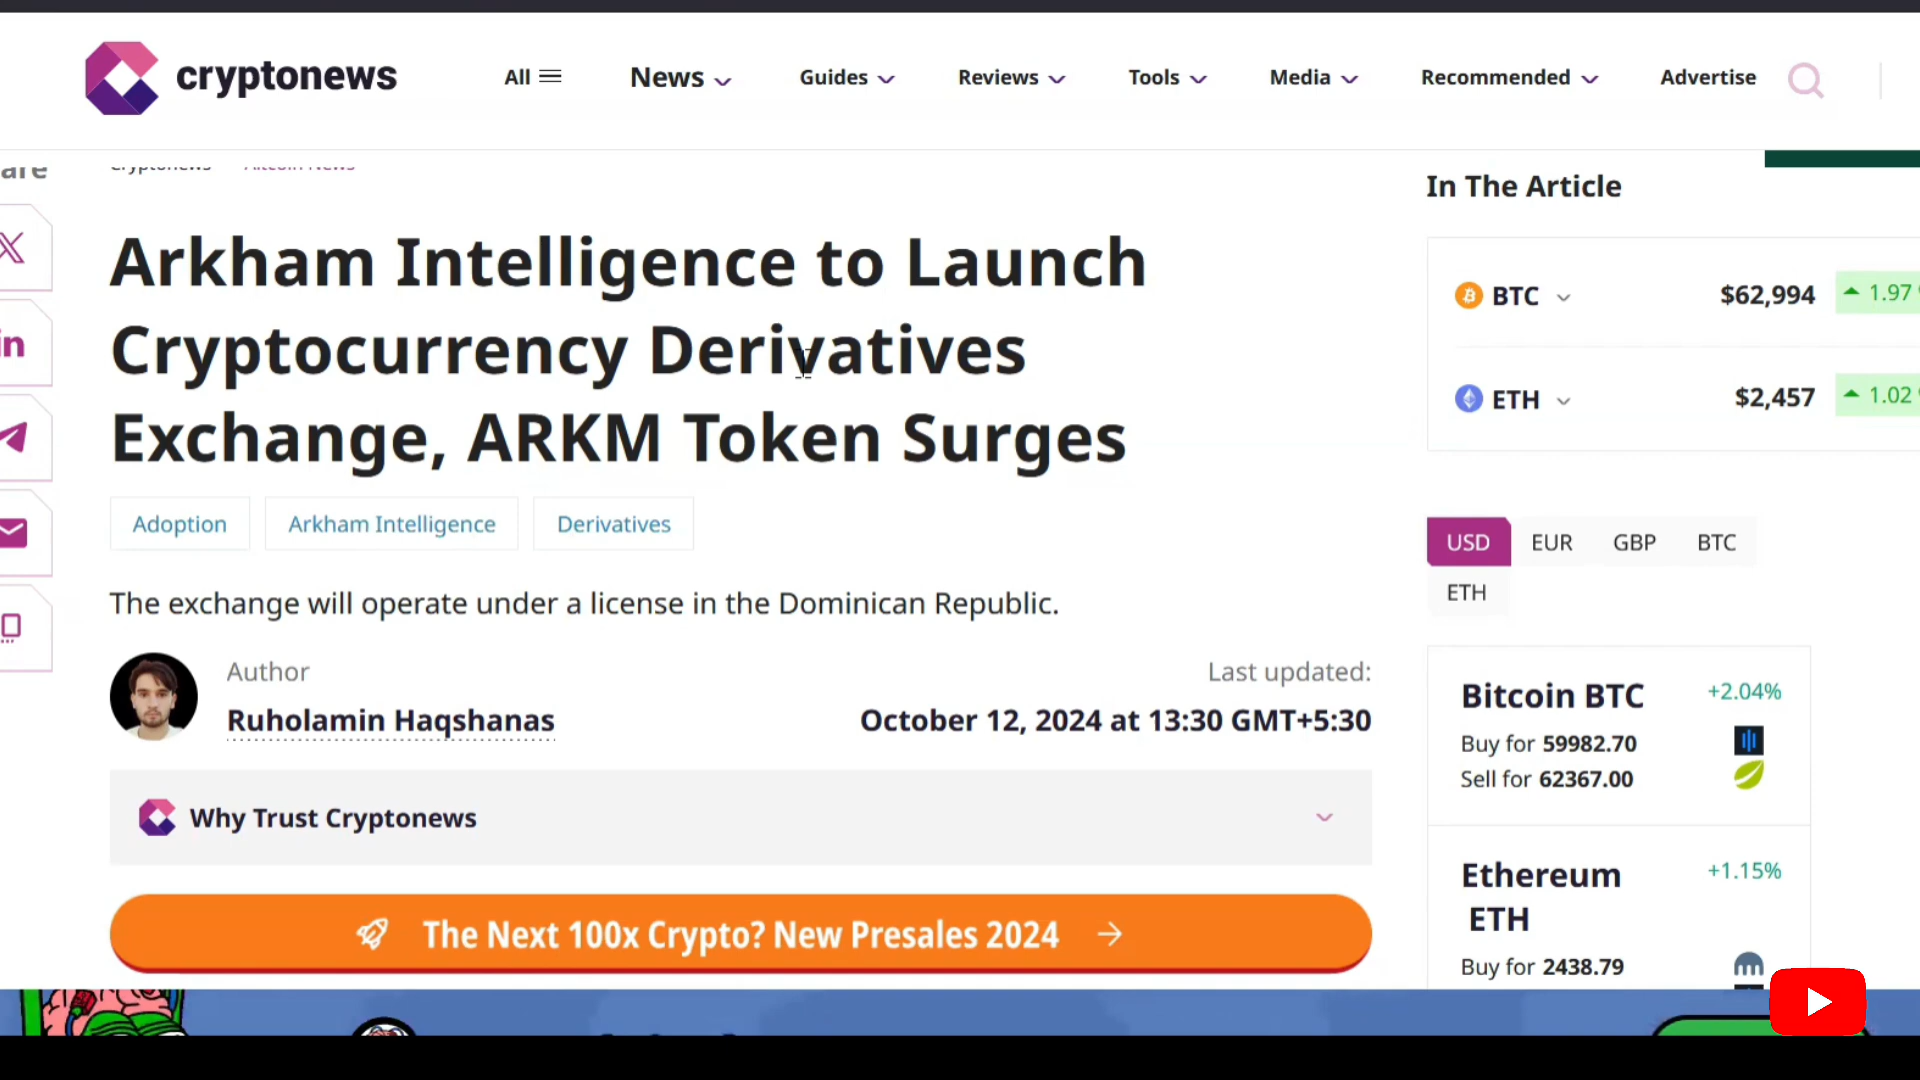 cryptonews
All
News
Guides
Reviews
Tools
Media
Recommended
Advertise
are
Cryptonews
Altcoin News
Arkham Intelligence to Launch
Cryptocurrency Derivatives
Exchange, ARKM Token Surges
Adoption
Arkham Intelligence
Derivatives
The exchange will operate under a license in the Dominican Republic.
Author
Ruholamin Haqshanas
Last updated:
October 12, 2024 at 13:30 GMT+5:30
Why Trust Cryptonews
The Next 100x Crypto? New Presales 2024
In The Article
BTC
$62,994
1.97
ETH
$2,457
1.02
USD
EUR
GBP
BTC
ETH
Bitcoin BTC
+2.04%
Buy for 59982.70
Sell for 62367.00
Ethereum
ETH
+1.15%
Buy for 2438.79
in